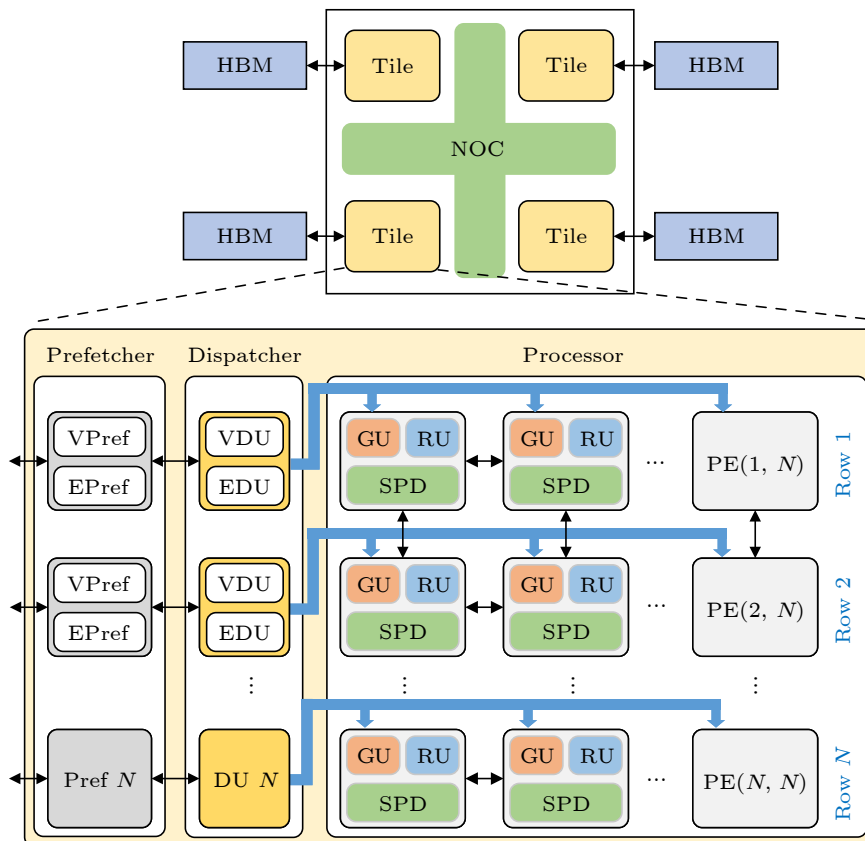 HBM Tile Tile HBM
NOC
HBM Tile Tile HBM
Prefetcher Dispatcher Processor
VPref VDU GU RU GU RU
EPref EDU SPD SPD ... PE(1, N) Row 1
VPref VDU GU RU GU RU
EPref EDU SPD SPD ... PE(2, N) Row 2
⋮ ⋮ ⋮ ⋮
Pref N DU N GU RU GU RU ... PE(N, N) Row N
SPD SPD